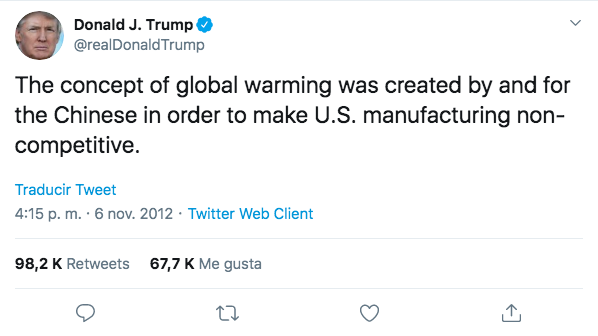 Donald J. Trump
@realDonaldTrump
The concept of global warming was created by and for
the Chinese in order to make U.S. manufacturing non-
competitive.
Traducir Tweet
4:15 p. m. · 6 nov. 2012 · Twitter Web Client
98,2 K Retweets 67,7 K Me gusta